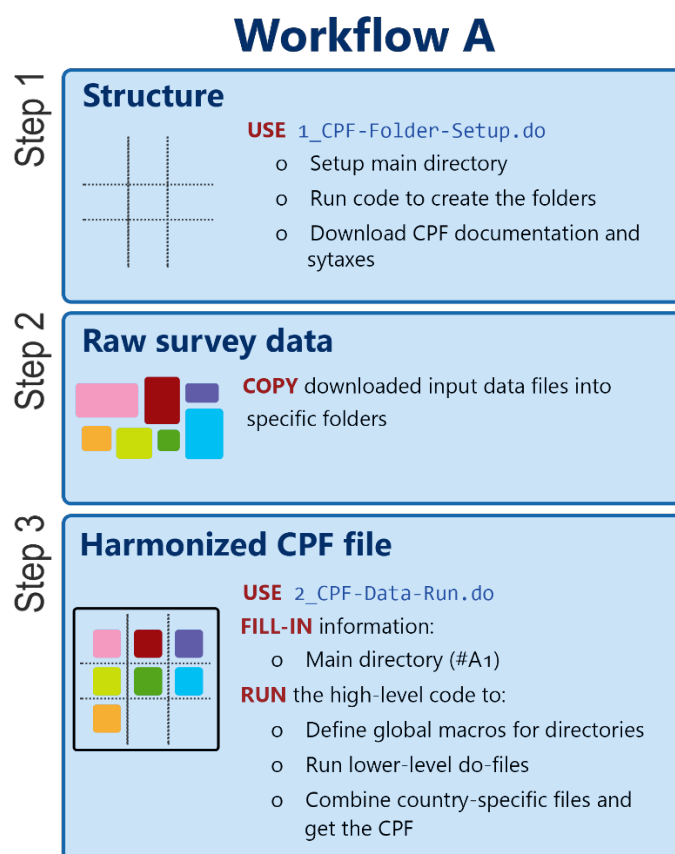 Workflow A
Step 1
Structure
USE 1_CPF-Folder-Setup.do
o Setup main directory
o Run code to create the folders
o Download CPF documentation and
sytaxes
Step 2
Raw survey data
COPY downloaded input data files into
specific folders
Step 3
Harmonized CPF file
USE 2_CPF-Data-Run.do
FILL-IN information:
o Main directory (#A1)
RUN the high-level code to:
o Define global macros for directories
o Run lower-level do-files
o Combine country-specific files and
get the CPF